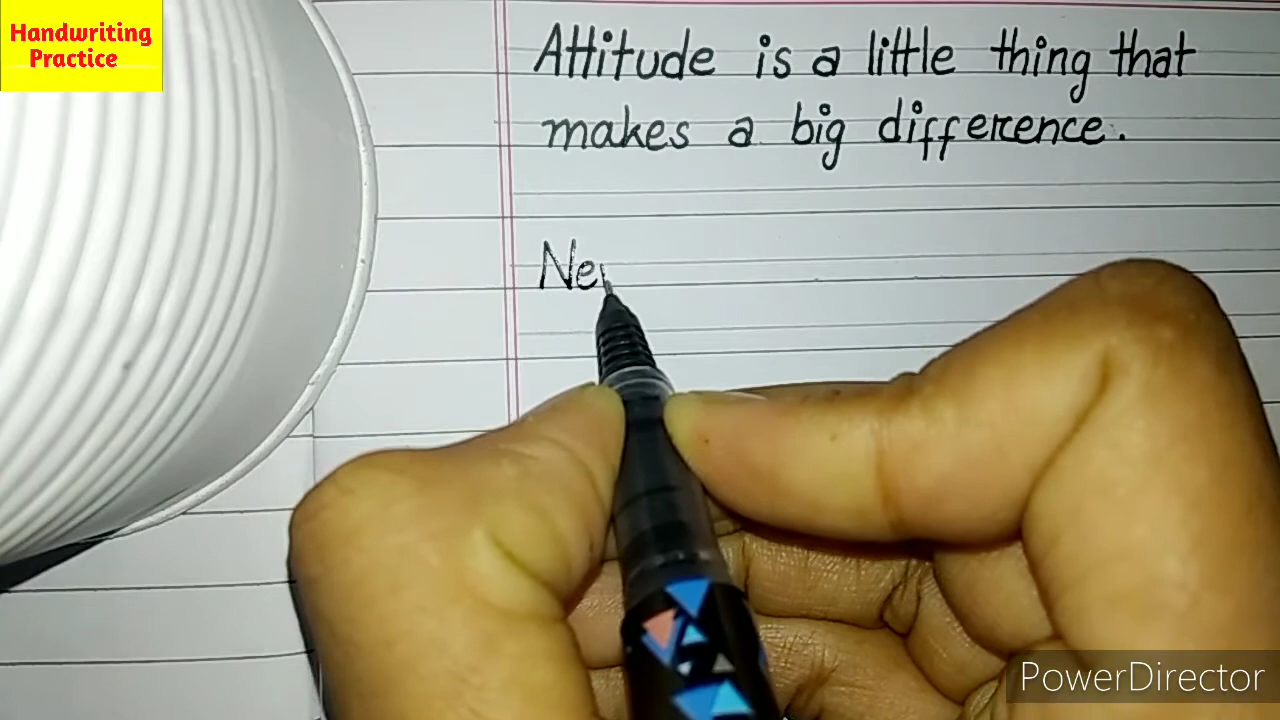 Handwriting
Practice
Attitude is a little thing that
makes a big difference.
Ne
PowerDirector